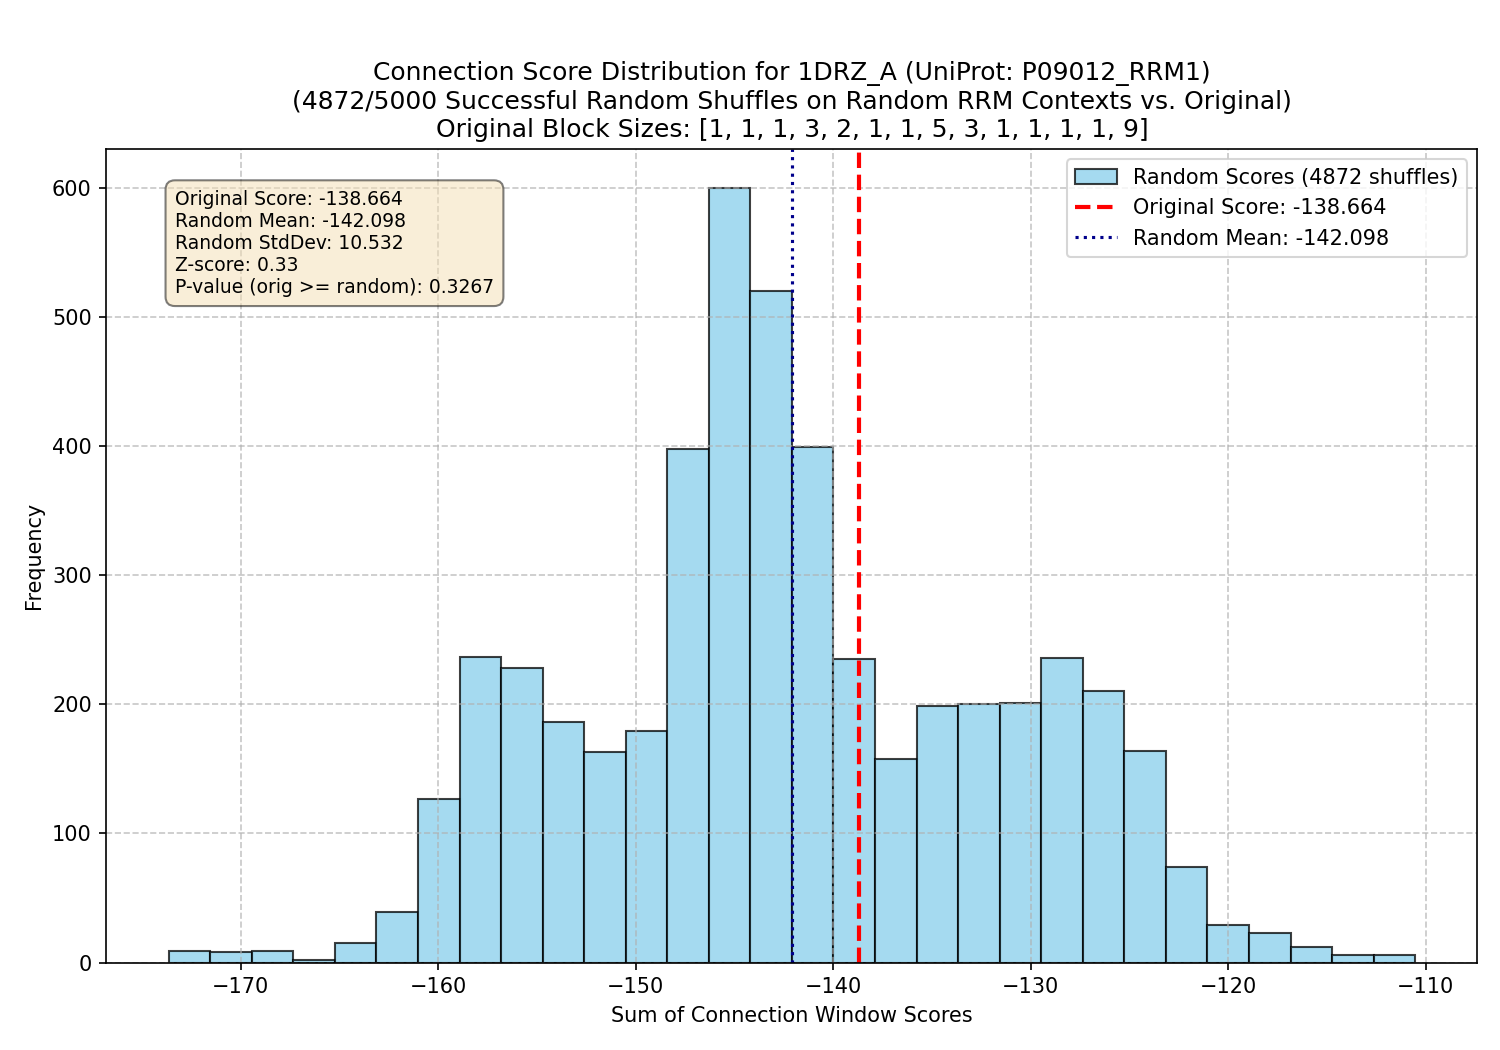 Connection Score Distribution for 1DRZ_A (UniProt: P09012_RRM1)
(4872/5000 Successful Random Shuffles on Random RRM Contexts vs. Original)
Original Block Sizes: [1, 1, 1, 3, 2, 1, 1, 5, 3, 1, 1, 1, 1, 9]
Original Score: -138.664
Random Mean: -142.098
Random StdDev: 10.532
Z-score: 0.33
P-value (orig >= random): 0.3267
Random Scores (4872 shuffles)
Original Score: -138.664
Random Mean: -142.098
Frequency
600
500
400
300
200
100
0
−170
−160
−150
−140
−130
−120
−110
Sum of Connection Window Scores